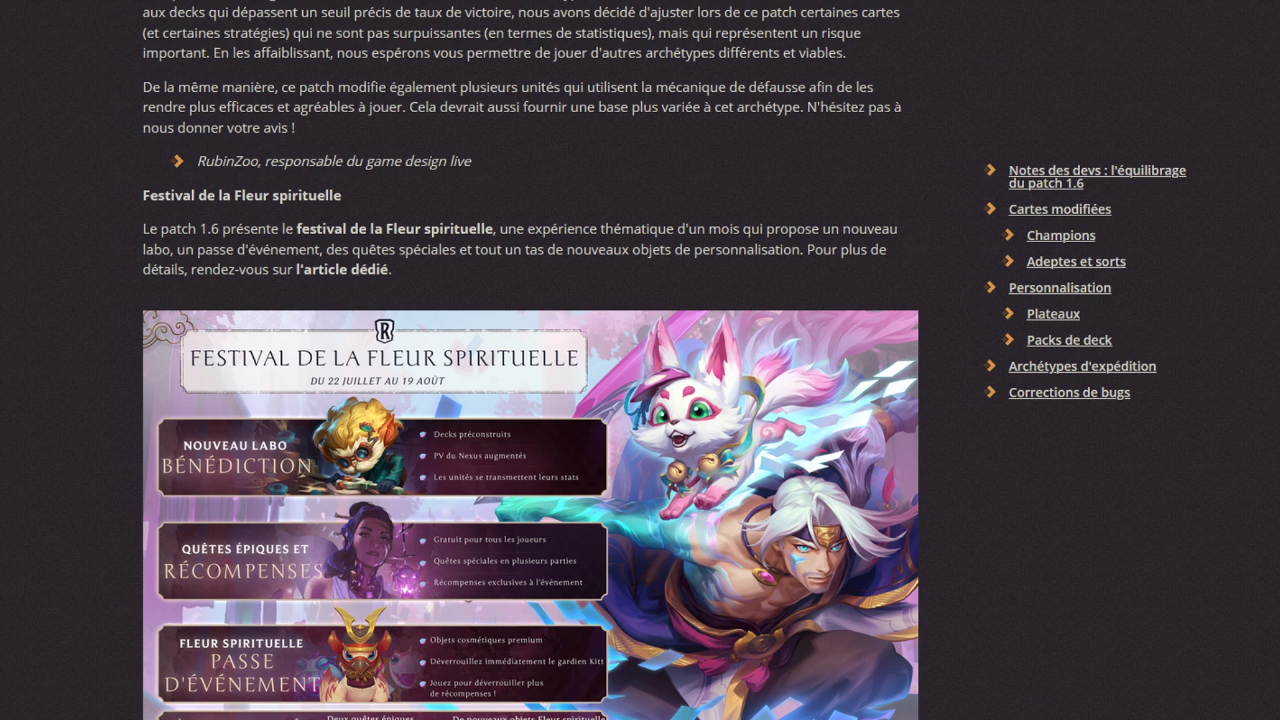 aux decks qui dépassent un seuil précis de taux de victoire, nous avons décidé d'ajuster lors de ce patch certaines cartes
(et certaines stratégies) qui ne sont pas surpuissantes (en termes de statistiques), mais qui représentent un risque
important. En les affaiblissant, nous espérons vous permettre de jouer d'autres archétypes différents et viables.
De la même manière, ce patch modifie également plusieurs unités qui utilisent la mécanique de défausse afin de les
rendre plus efficaces et agréables à jouer. Cela devrait aussi fournir une base plus variée à cet archétype. N'hésitez pas à
nous donner votre avis !
RubinZoo, responsable du game design live
Festival de la Fleur spirituelle
Le patch 1.6 présente le festival de la Fleur spirituelle, une expérience thématique d'un mois qui propose un nouveau
labo, un passe d'événement, des quêtes spéciales et tout un tas de nouveaux objets de personnalisation. Pour plus de
détails, rendez-vous sur l'article dédié.
R
FESTIVAL DE LA FLEUR SPIRITUELLE
DU 22 JUILLET AU 19 AOÛT
NOUVEAU LABO
BÉNÉDICTION
Decks préconstruits
PV du Nexus augmentés
Les unités se transmettent leurs stats
QUÊTES ÉPIQUES ET
RÉCOMPENSES
Gratuit pour tous les joueurs
Quêtes spéciales en plusieurs parties
Récompenses exclusives à l'événement
FLEUR SPIRITUELLE
PASSE
D'ÉVÉNEMENT
Objets cosmétiques premium
Déverrouillez immédiatement le gardien Kitt
Jouez pour déverrouiller plus
de récompenses !
Deux quêtes épiques
De nouveaux objets Fleur spirituelle
Notes des devs : l'équilibrage
du patch 1.6
Cartes modifiées
Champions
Adeptes et sorts
Personnalisation
Plateaux
Packs de deck
Archétypes d'expédition
Corrections de bugs